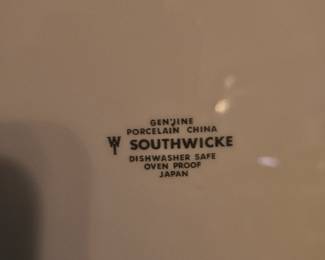 GENUINE
PORCELAIN CHINA
SOUTHWICKE
DISHWASHER SAFE
OVEN PROOF
JAPAN